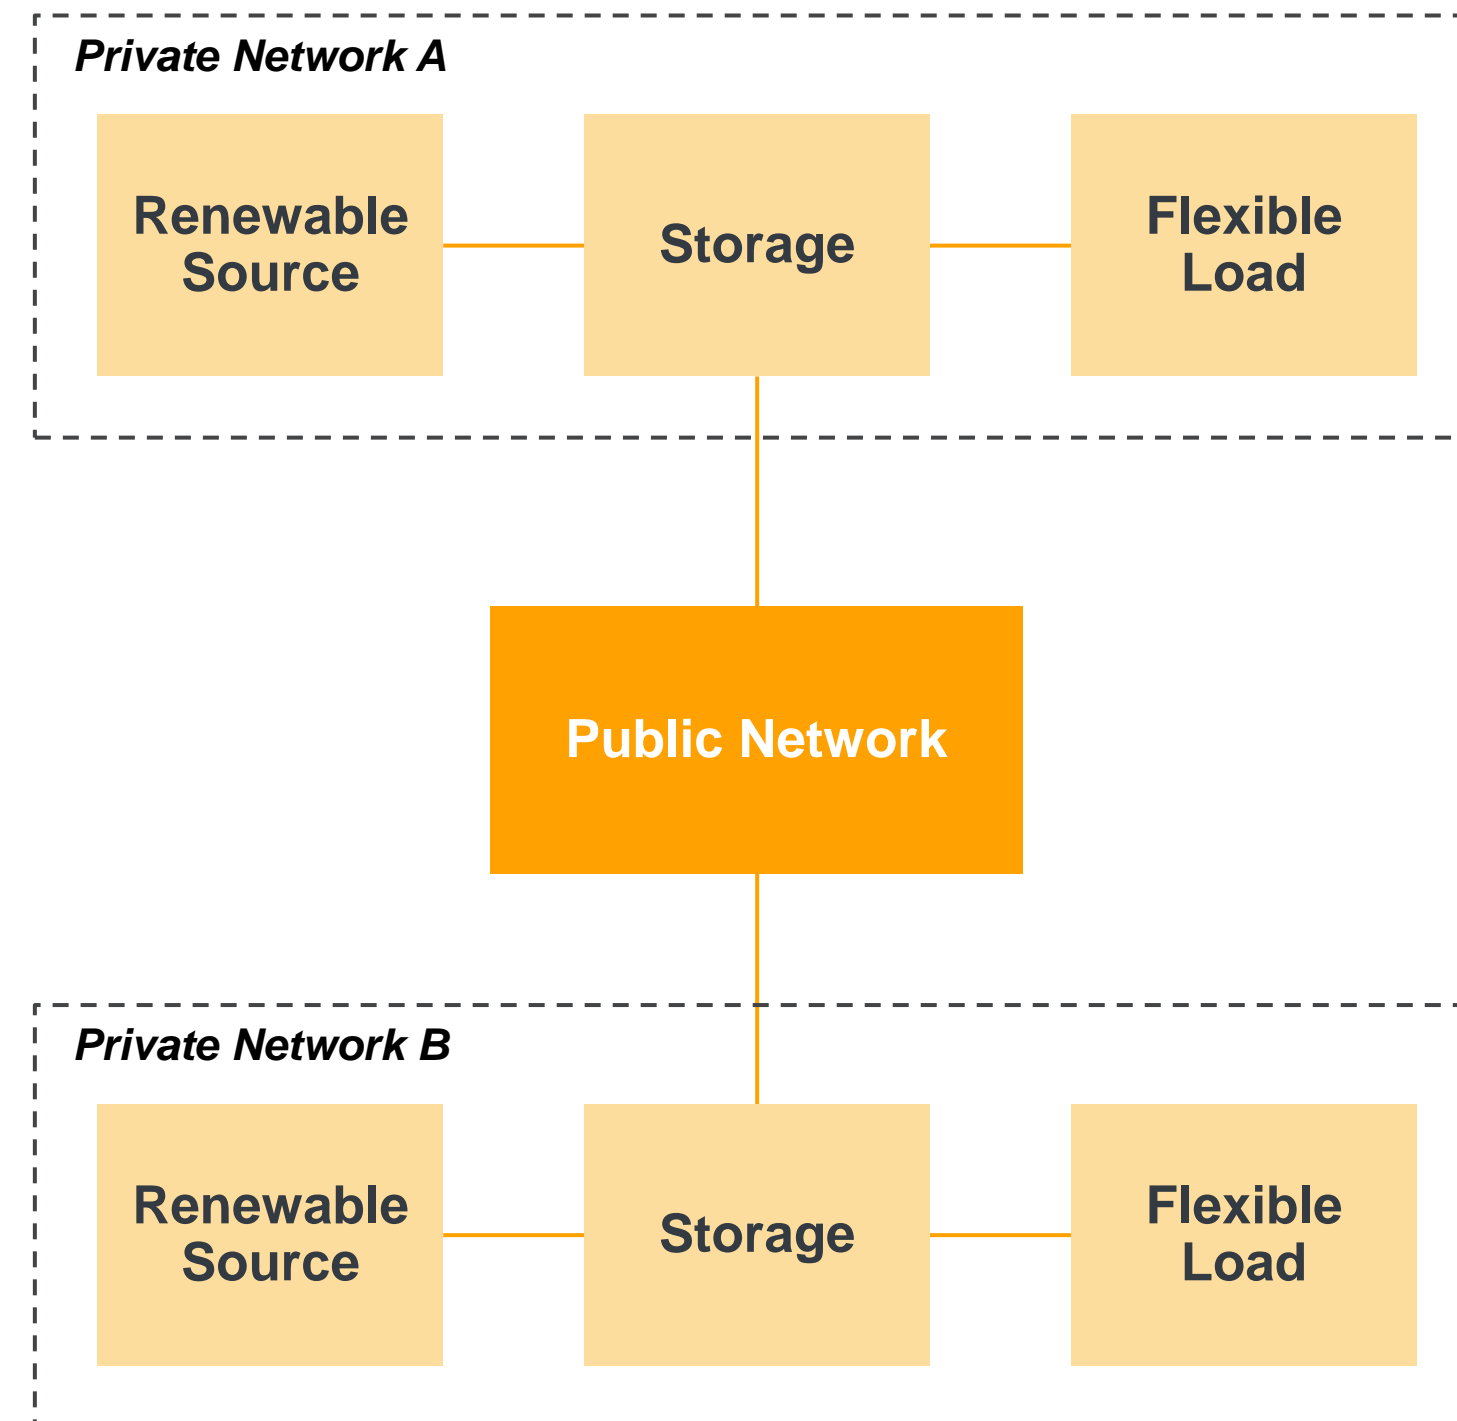 Private Network A
Renewable
Source
Storage
Flexible
Load
Public Network
Private Network B
Renewable
Source
Storage
Flexible
Load